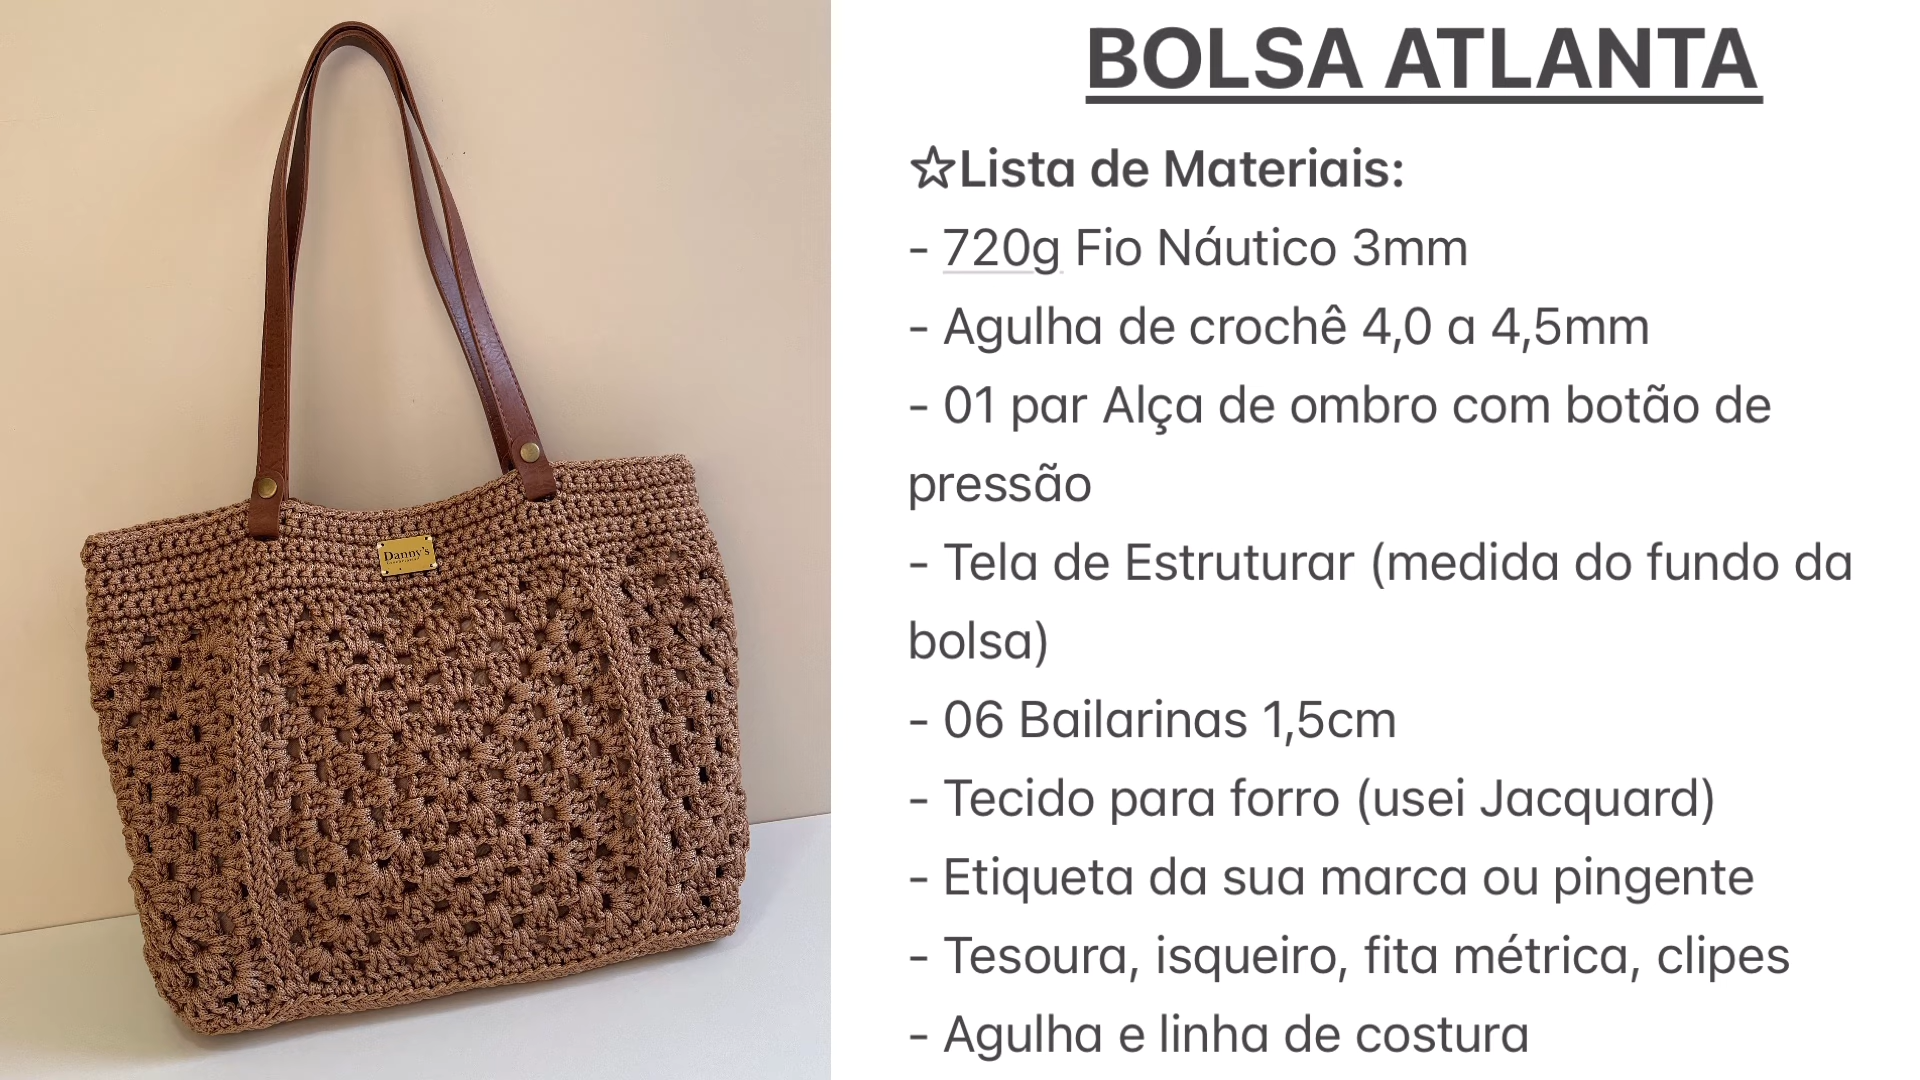 BOLSA ATLANTA
☆Lista de Materiais:
- 720g Fio Náutico 3mm
- Agulha de crochê 4,0 a 4,5mm
- 01 par Alça de ombro com botão de
pressão
- Tela de Estruturar (medida do fundo da
bolsa)
- 06 Bailarinas 1,5cm
- Tecido para forro (usei Jacquard)
- Etiqueta da sua marca ou pingente
- Tesoura, isqueiro, fita métrica, clipes
- Agulha e linha de costura
Danny's